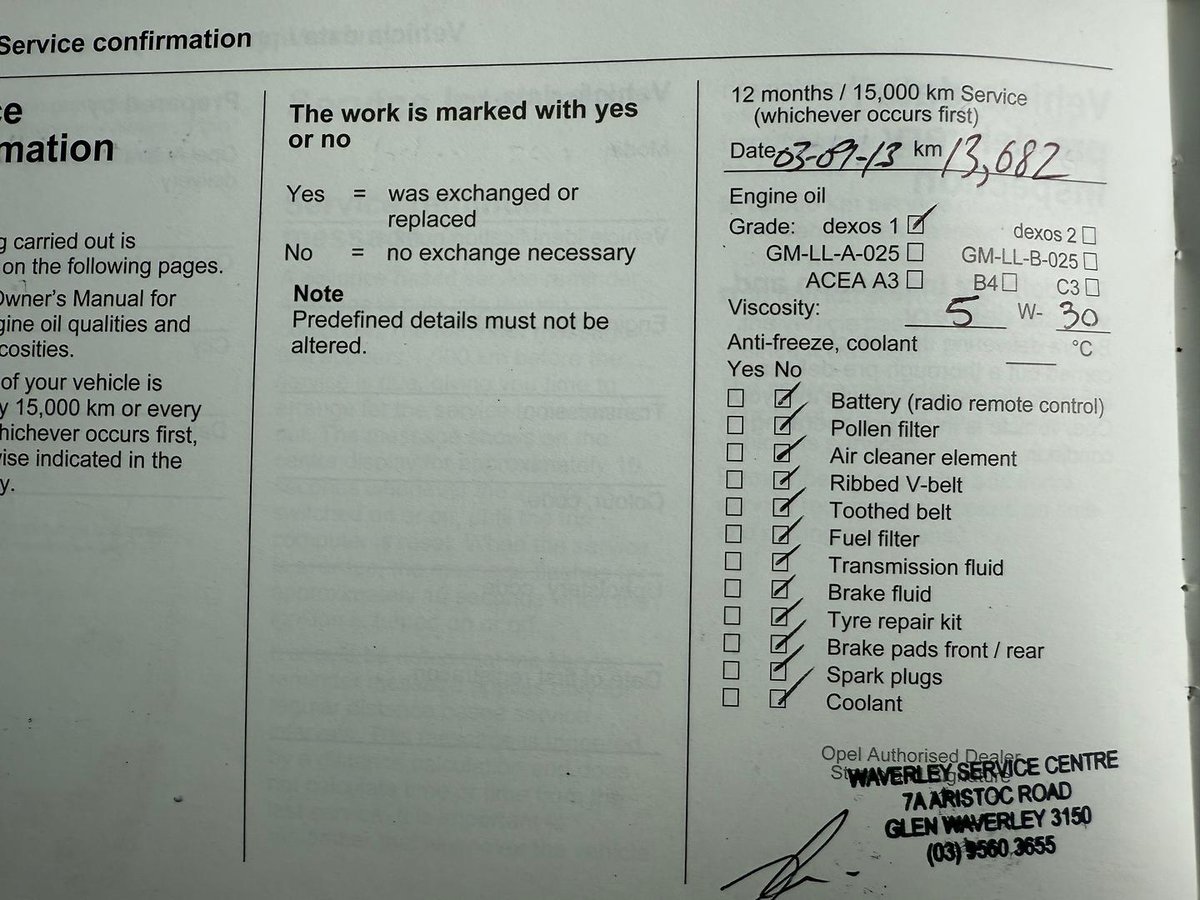 Service confirmation
ce
mation
g carried out is
on the following pages.
Owner's Manual for
gine oil qualities and
cosities.
of your vehicle is
y 15,000 km or every
hichever occurs first,
vise indicated in the
y.
The work is marked with yes
or no
Yes = was exchanged or
replaced
No = no exchange necessary
Note
Predefined details must not be
altered.
12 months / 15,000 km Service
(whichever occurs first)
Date 03-09-13 km 13,682
Engine oil
Grade: dexos 1 dexos 2
GM-LL-A-025 GM-LL-B-025
ACEA A3 B4 C3
Viscosity: 5 W- 30
Anti-freeze, coolant °C
Yes No
Battery (radio remote control)
Pollen filter
Air cleaner element
Ribbed V-belt
Toothed belt
Fuel filter
Transmission fluid
Brake fluid
Tyre repair kit
Brake pads front / rear
Spark plugs
Coolant
Opel Authorised Dealer
WAVERLEY SERVICE CENTRE
7A ARISTOC ROAD
GLEN WAVERLEY 3150
(03) 9560 3655